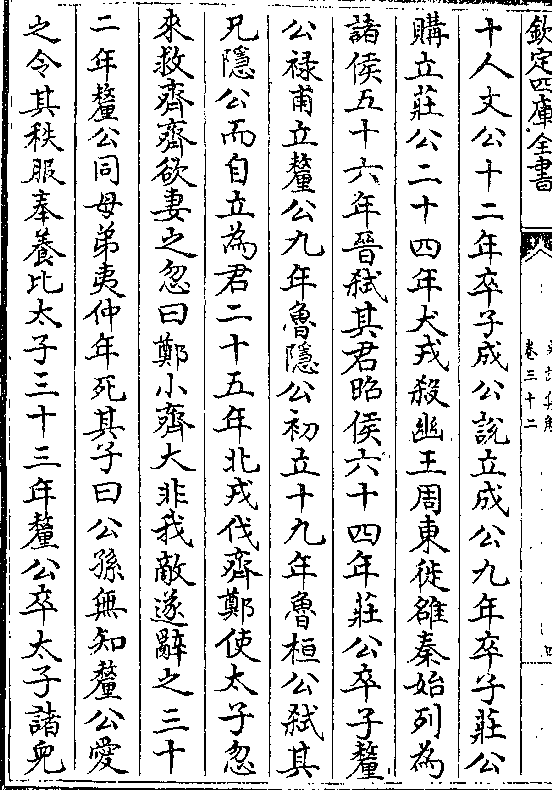 欽定四庫全書
卷三十二
十人文公十二年卒子成公說立成公九年卒子莊公
購立莊公二十四年犬戎殺幽王周東徙雒秦始列為
諸侯五十六年晉弑其君昭侯六十四年莊公卒子釐
公祿甫立釐公九年魯隱公初立十九年魯桓公弑其
兄隱公而自立為君二十五年北戎伐齊鄭使太子忽
來救齊齊欲妻之忽曰鄭小齊大非我敵遂辭之三十
二年釐公同母弟夷仲年死其子曰公孫無知釐公愛
之令其秩服奉養比太子三十三年釐公卒太子諸兒